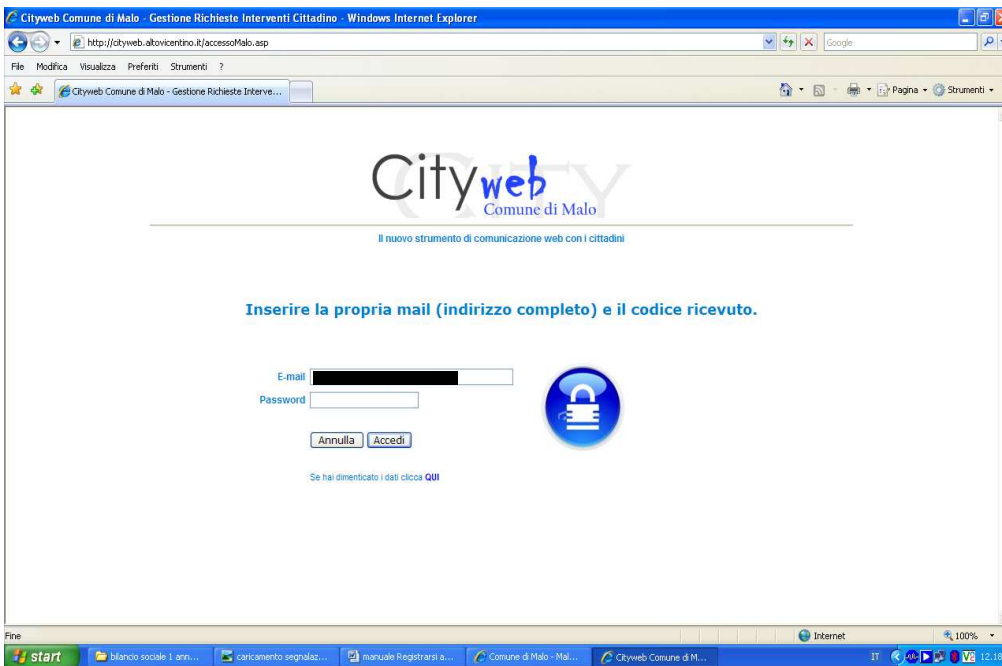 Cityweb Comune di Malo - Gestione Richieste Interventi Cittadino - Windows Internet Explorer
http://cityweb.altovicentino.it/accessoMalo.asp
Google
File Modifica Visualizza Preferiti Strumenti ?
Cityweb Comune di Malo - Gestione Richieste Interve...
Pagina Strumenti
CITY
City web
Comune di Malo
Il nuovo strumento di comunicazione web con i cittadini
Inserire la propria mail (indirizzo completo) e il codice ricevuto.
E-mail
Password
Annulla Accedi
Se hai dimenticato i dati clicca QUI
Fine Internet 100%
start bilancio sociale 1 ann... caricamento segnalaz... manuale Registrarsi a... Comune di Malo - Mal... Cityweb Comune di M... IT 12.18